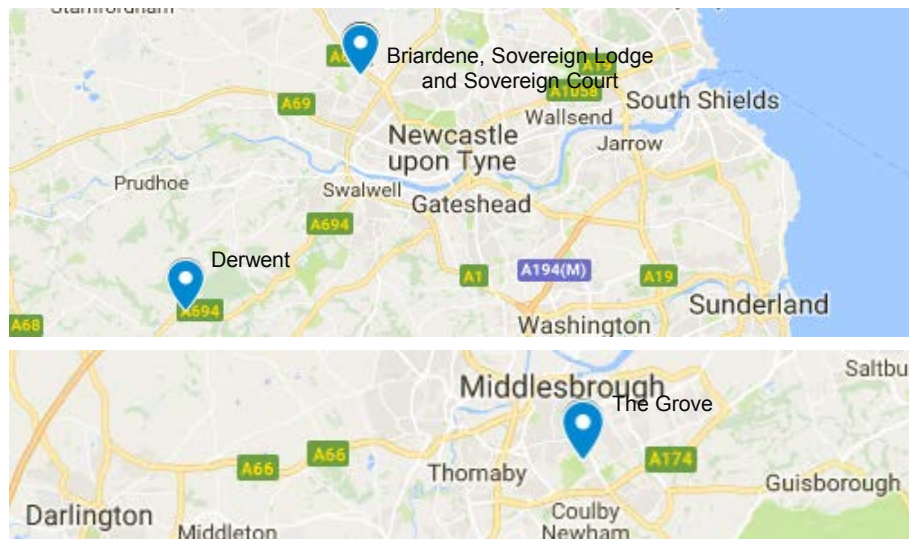 Stamfordham
A19
Briardene, Sovereign Lodge
and Sovereign Court
A1058
A69
South Shields
Wallsend
Newcastle
upon Tyne
Jarrow
Prudhoe
Swalwell
Gateshead
A694
Derwent
A1
A194(M)
A19
A694
Sunderland
A68
Washington
Saltbu
Middlesbrough
The Grove
A66
A66
A174
Thornaby
Guisborough
Darlington
Coulby
Newham
Middleton